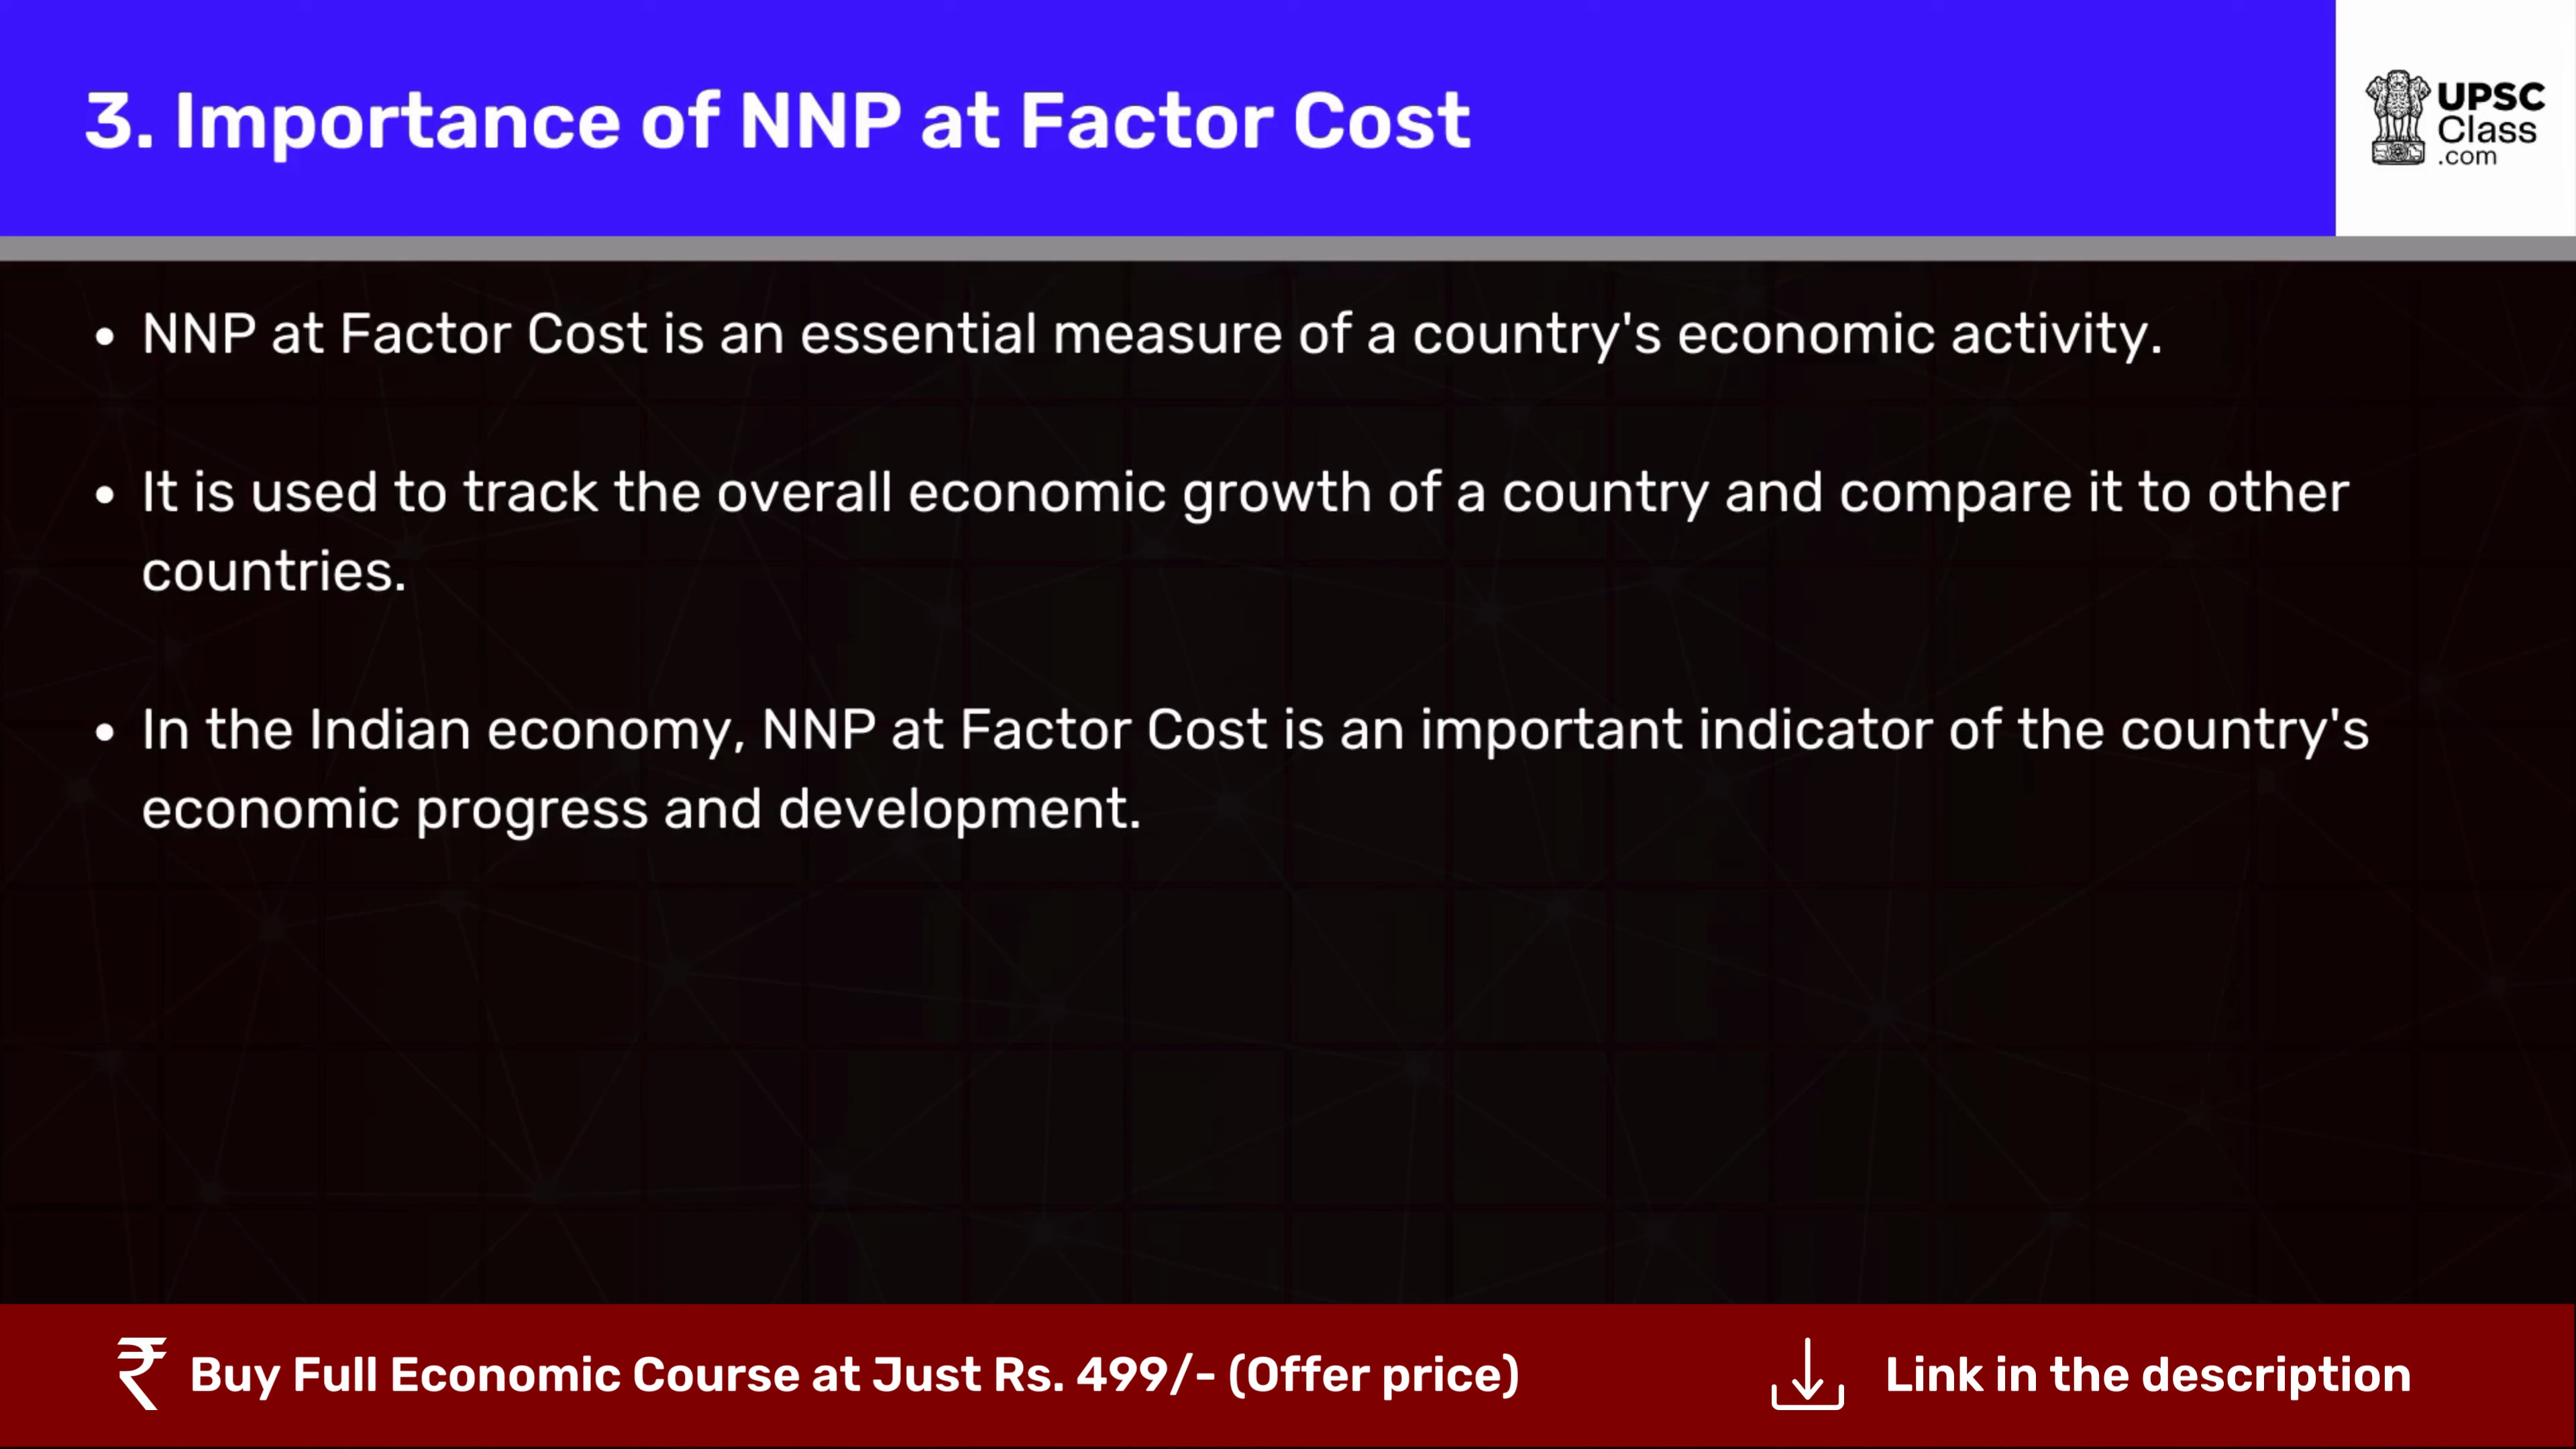 3. Importance of NNP at Factor Cost
UPSC
Class
.com
• NNP at Factor Cost is an essential measure of a country's economic activity.
• It is used to track the overall economic growth of a country and compare it to other
countries.
• In the Indian economy, NNP at Factor Cost is an important indicator of the country's
economic progress and development.
₹ Buy Full Economic Course at Just Rs. 499/- (Offer price)
Link in the description